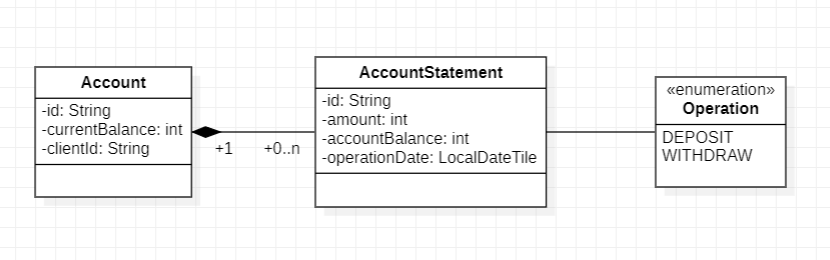 Account
-id: String
-currentBalance: int
-clientId: String
+1
+0..n
AccountStatement
-id: String
-amount: int
-accountBalance: int
-operationDate: LocalDateTile
«enumeration»
Operation
DEPOSIT
WITHDRAW